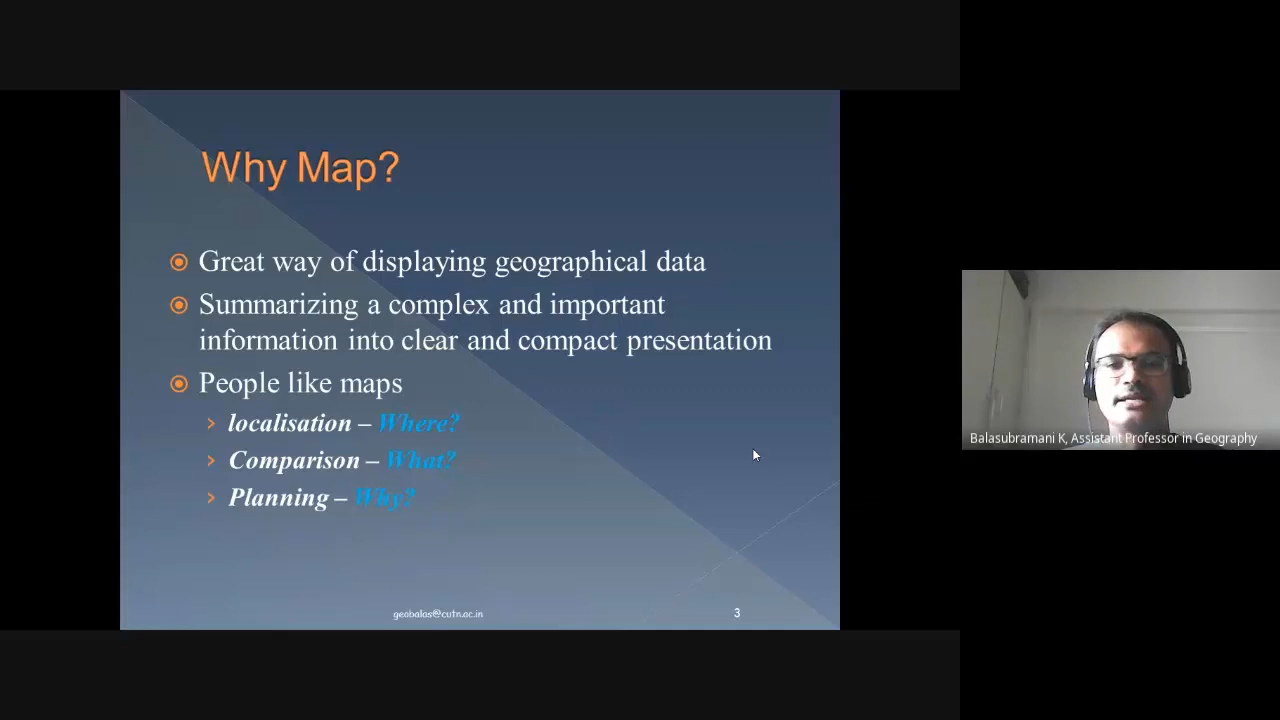 Why Map?
Great way of displaying geographical data
Summarizing a complex and important
information into clear and compact presentation
People like maps
localisation – Where?
Comparison – What?
Planning – Why?
geobalas@cutn.ac.in
3
Balasubramani K, Assistant Professor in Geography